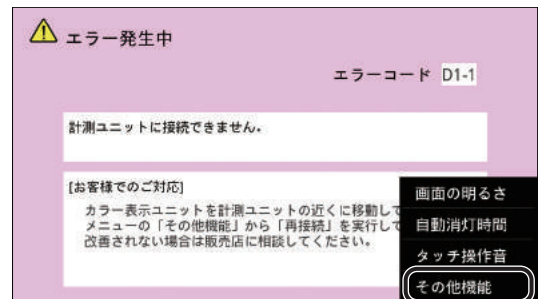 エラー発生中
エラーコード D1-1
計測ユニットに接続できません。
[お客様でのご対応]
カラー表示ユニットを計測ユニットの近くに移動して
メニューの「その他機能」から「再接続」を実行して
改善されない場合は販売店に相談してください。
画面の明るさ
自動消灯時間
タッチ操作音
その他機能